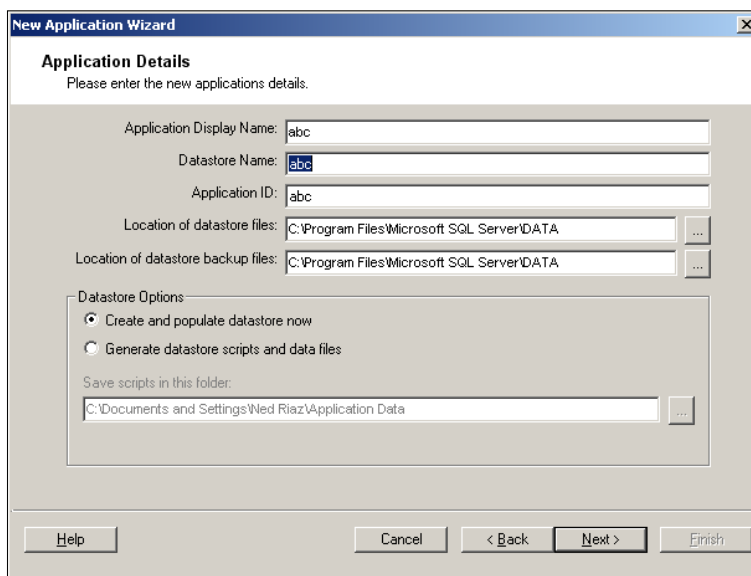 New Application Wizard
Application Details
Please enter the new applications details.
Application Display Name: abc
Datastore Name: abc
Application ID: abc
Location of datastore files: C:\Program Files\Microsoft SQL Server\DATA ...
Location of datastore backup files: C:\Program Files\Microsoft SQL Server\DATA ...
Datastore Options
Create and populate datastore now
Generate datastore scripts and data files
Save scripts in this folder:
C:\Documents and Settings\Ned Riaz\Application Data ...
Help Cancel < Back Next > Finish